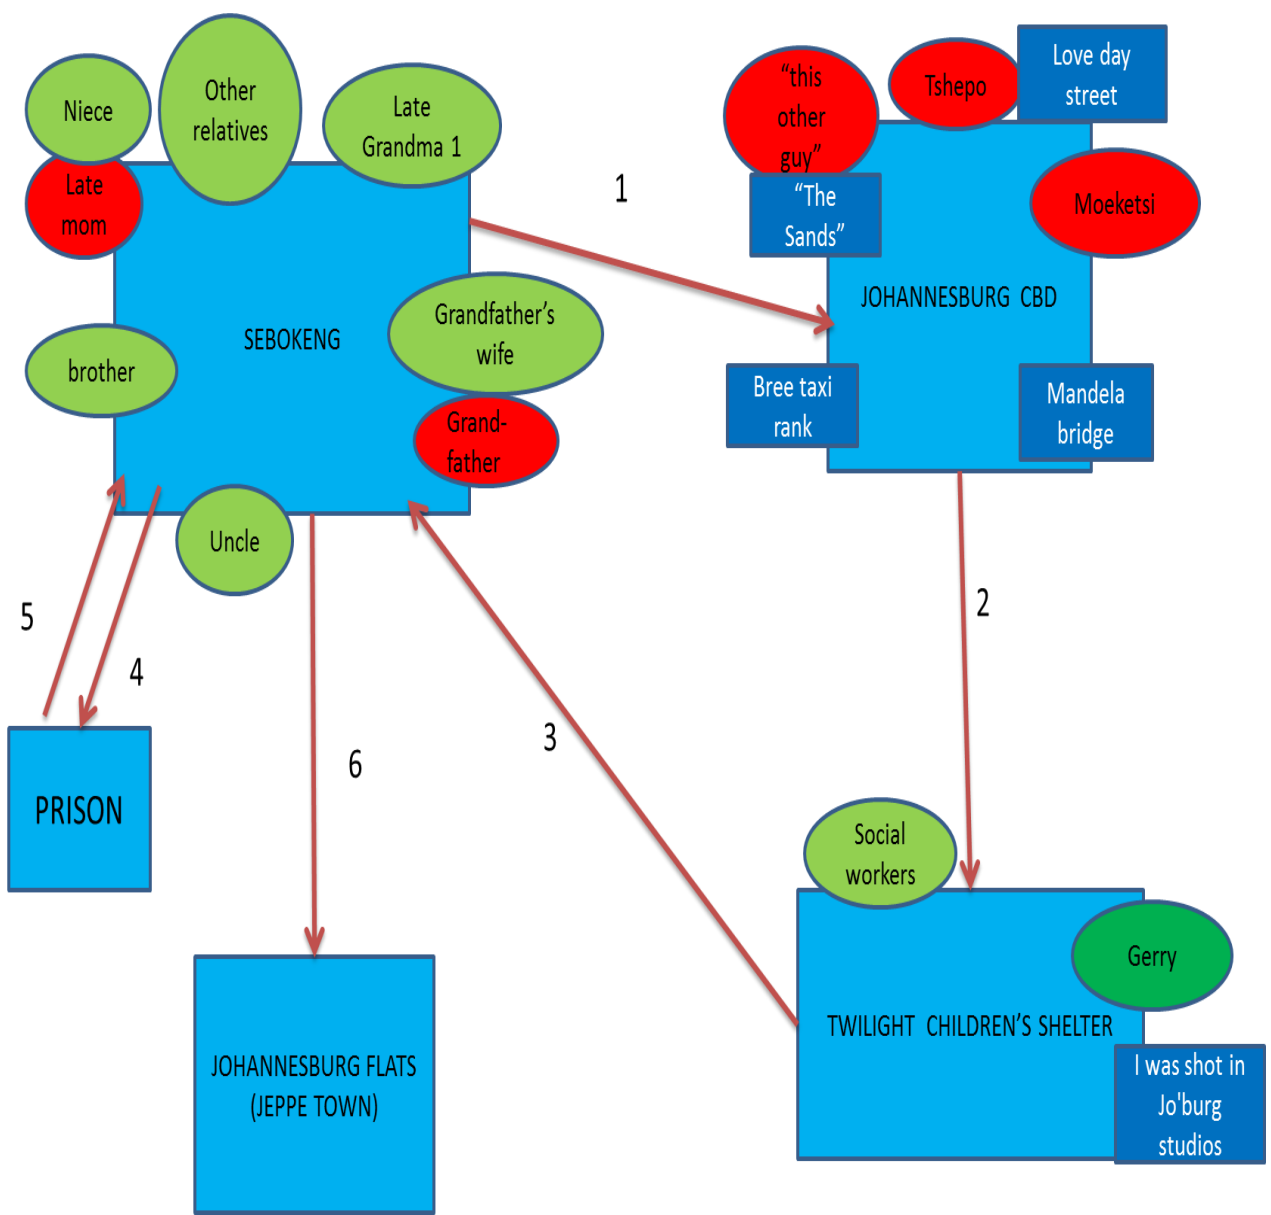 Niece
Other
relatives
Late
Grandma 1
Late
mom
SEBOKENG
Grandfather’s
wife
brother
Grand-
father
Uncle
1
“this
other
guy”
Tshepo
Love day
street
“The
Sands”
Moeketsi
JOHANNESBURG CBD
Bree taxi
rank
Mandela
bridge
5
4
2
3
6
PRISON
JOHANNESBURG FLATS
(JEPPE TOWN)
Social
workers
Gerry
TWILIGHT CHILDREN’S SHELTER
I was shot in
Jo'burg
studios